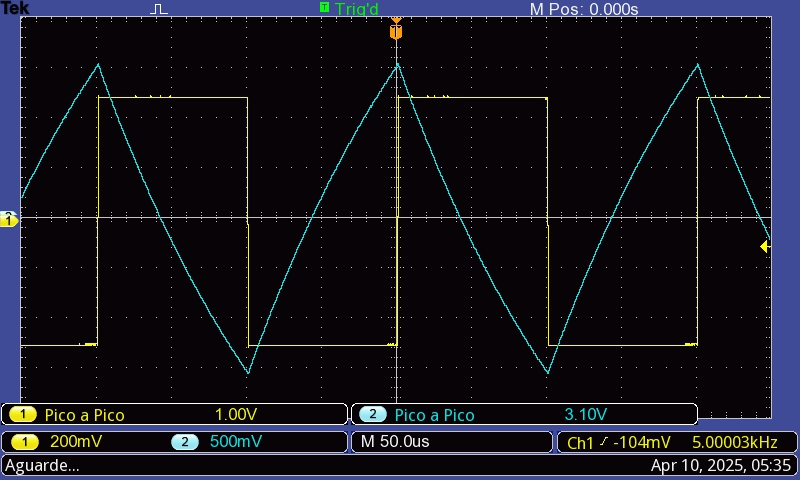 Tek T Trig'd M Pos: 0.000s
T
1
1 Pico a Pico 1.00V 2 Pico a Pico 3.10V
1 200mV 2 500mV M 50.0us Ch1 -104mV 5.00003kHz
Aguarde... Apr 10, 2025, 05:35